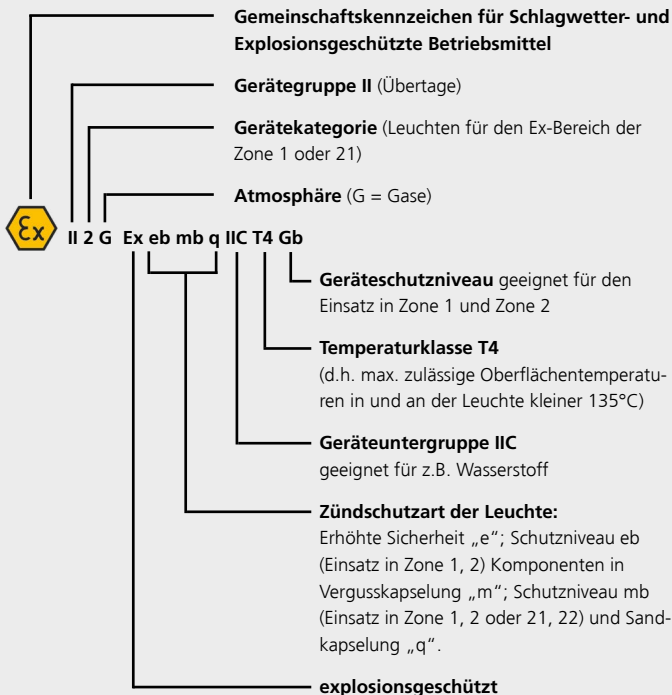 Gemeinschaftskennzeichen für Schlagwetter- und
Explosionsgeschützte Betriebsmittel
Gerätegruppe II (Übertage)
Gerätekategorie (Leuchten für den Ex-Bereich der
Zone 1 oder 21)
Atmosphäre (G = Gase)
Ex II 2 G Ex eb mb q IIC T4 Gb
Geräteschutzniveau geeignet für den
Einsatz in Zone 1 und Zone 2
Temperaturklasse T4
(d.h. max. zulässige Oberflächentemperatu-
ren in und an der Leuchte kleiner 135°C)
Geräteuntergruppe IIC
geeignet für z.B. Wasserstoff
Zündschutzart der Leuchte:
Erhöhte Sicherheit „e“; Schutzniveau eb
(Einsatz in Zone 1, 2) Komponenten in
Vergusskapselung „m“; Schutzniveau mb
(Einsatz in Zone 1, 2 oder 21, 22) und Sand-
kapselung „q“.
explosionsgeschützt